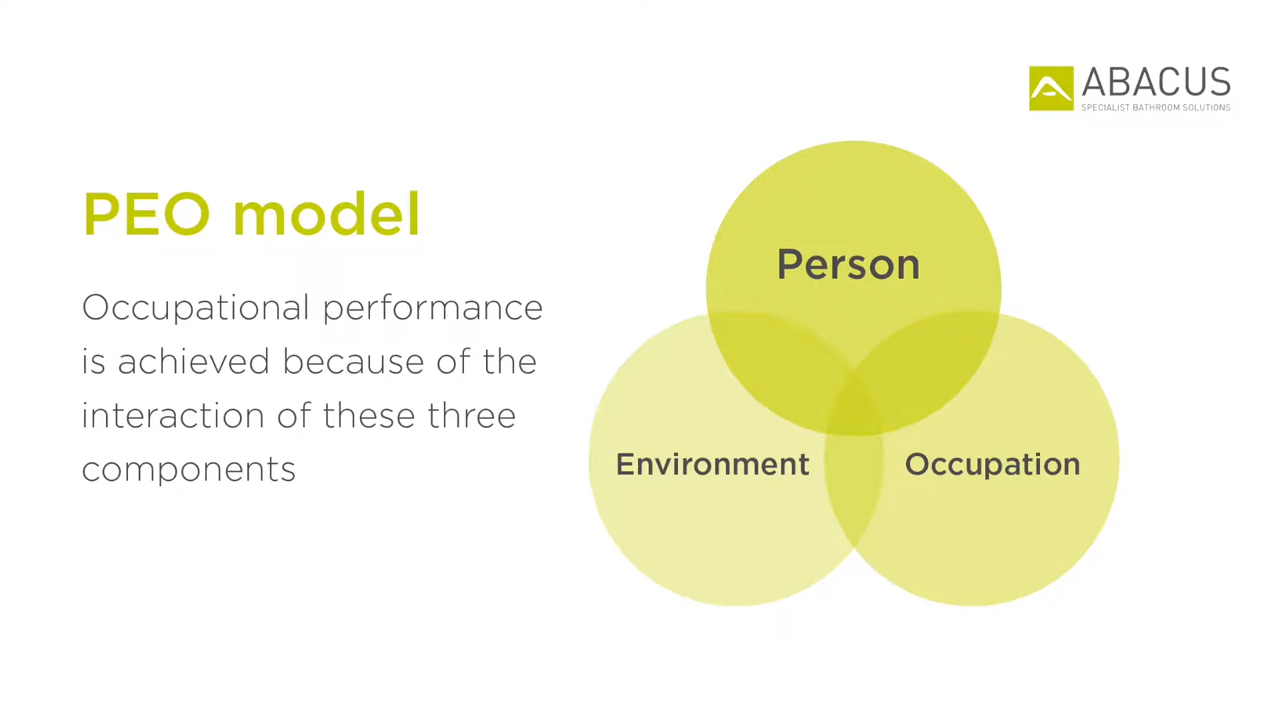 ABACUS
SPECIALIST BATHROOM SOLUTIONS
PEO model
Occupational performance
is achieved because of the
interaction of these three
components
Person
Environment
Occupation